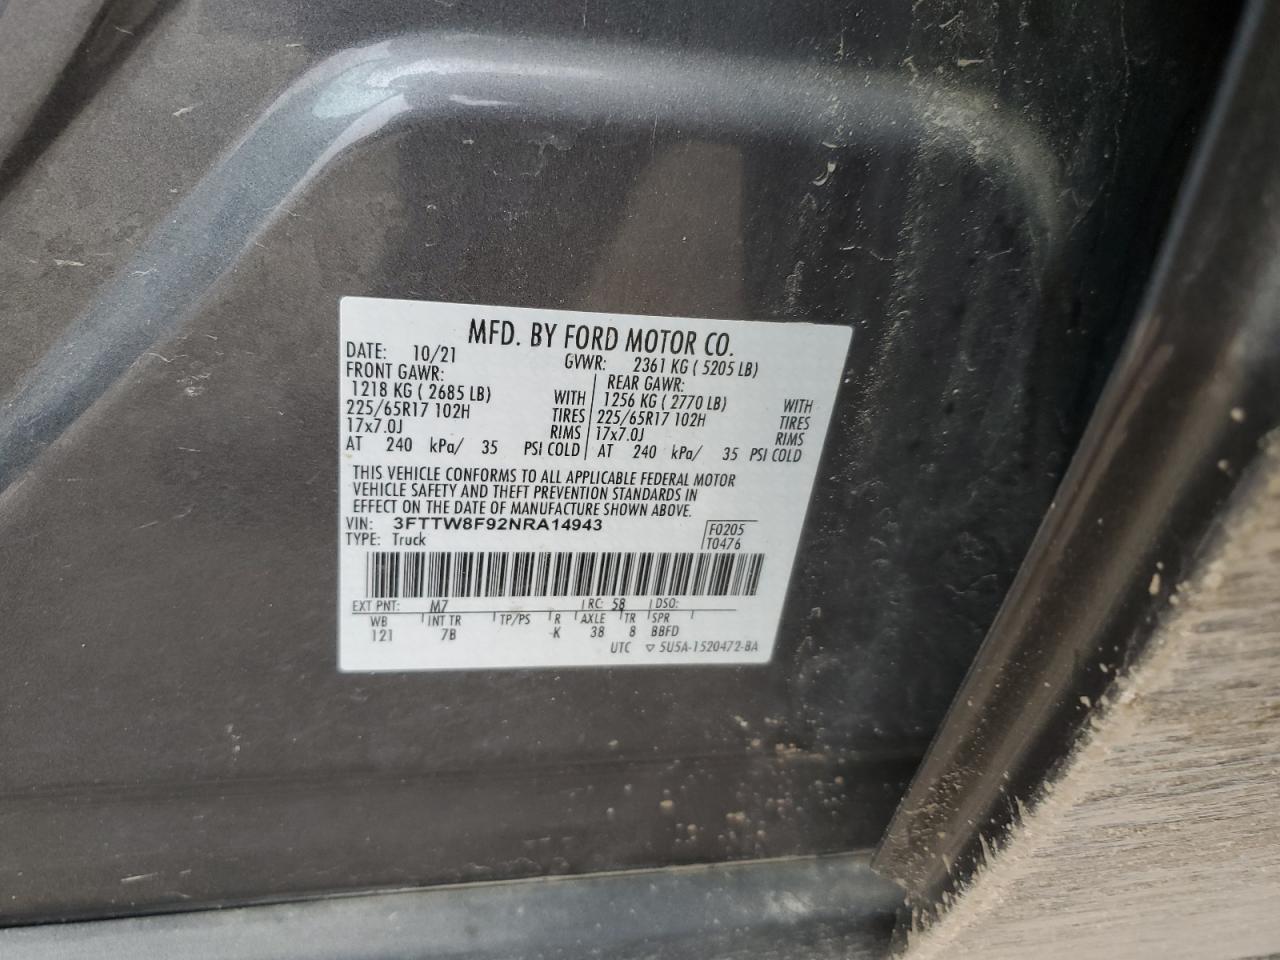 MFD. BY FORD MOTOR CO.
DATE: 10/21 GVWR: 2361 KG ( 5205 LB)
FRONT GAWR: REAR GAWR:
1218 KG ( 2685 LB) WITH 1256 KG ( 2770 LB) WITH
225/65R17 102H TIRES 225/65R17 102H TIRES
17x7.0J RIMS 17x7.0J RIMS
AT 240 kPa/ 35 PSI COLD AT 240 kPa/ 35 PSI COLD
THIS VEHICLE CONFORMS TO ALL APPLICABLE FEDERAL MOTOR
VEHICLE SAFETY AND THEFT PREVENTION STANDARDS IN
EFFECT ON THE DATE OF MANUFACTURE SHOWN ABOVE.
VIN: 3FTTW8F92NRA14943 F0205
TYPE: Truck T0476
EXT PNT: M7 RC: 58 DSO:
WB INT TR TP/PS R AXLE TR SPR
121 7B -K 38 8 BBFD
UTC ▽ 5U5A-1520472-BA